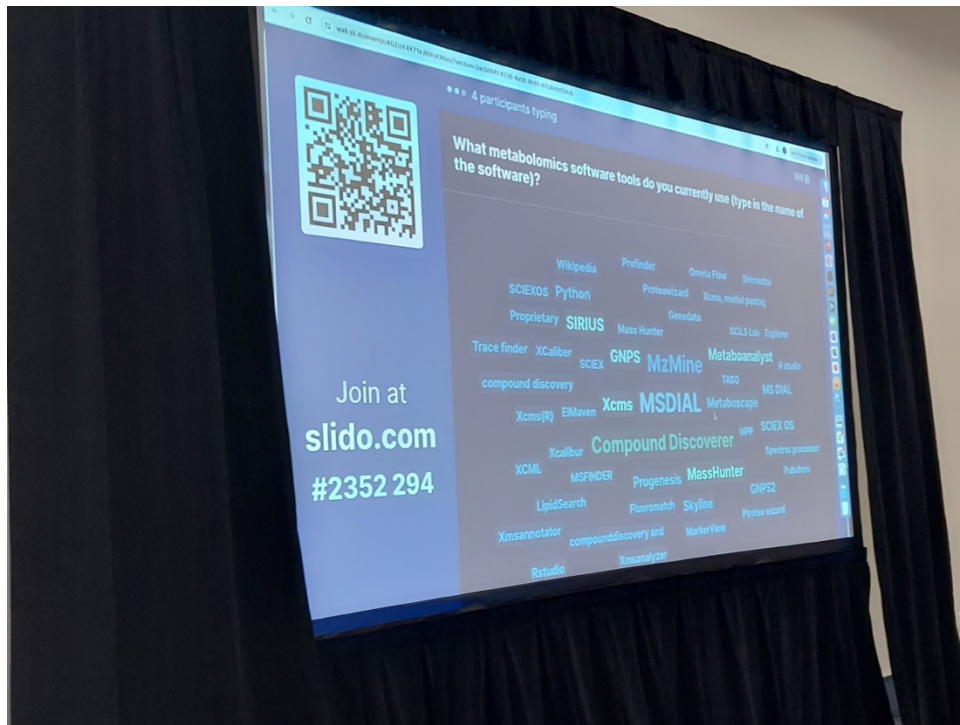 4 participants typing
What metabolomics software tools do you currently use (type in the name of
the software)?
Join at
slido.com
#2352 294
Wikipedia Profinder Ometa Flow Shimadzu
SCIEXOS Python Proteowizard Xcms, msdial pastaq
Proprietary SIRIUS Mass Hunter Genedata SCiLS Lab Explorer
Trace finder XCaliber SCIEX GNPS MzMine Metaboanalyst R studio
compound discovery TASQ MS DIAL
Xcms(R) ElMaven Xcms MSDIAL Metaboscape
Xcalibur Compound Discoverer MPP SCIEX OS
XCML MSFINDER Progenesis MassHunter Spectrus processor
LipidSearch Fluoromatch Skyline GNPS2 Pubchem
Xmsannotator compounddiscovery and MarkerView Proteo wizard
Rstudio Xmsanalyzer